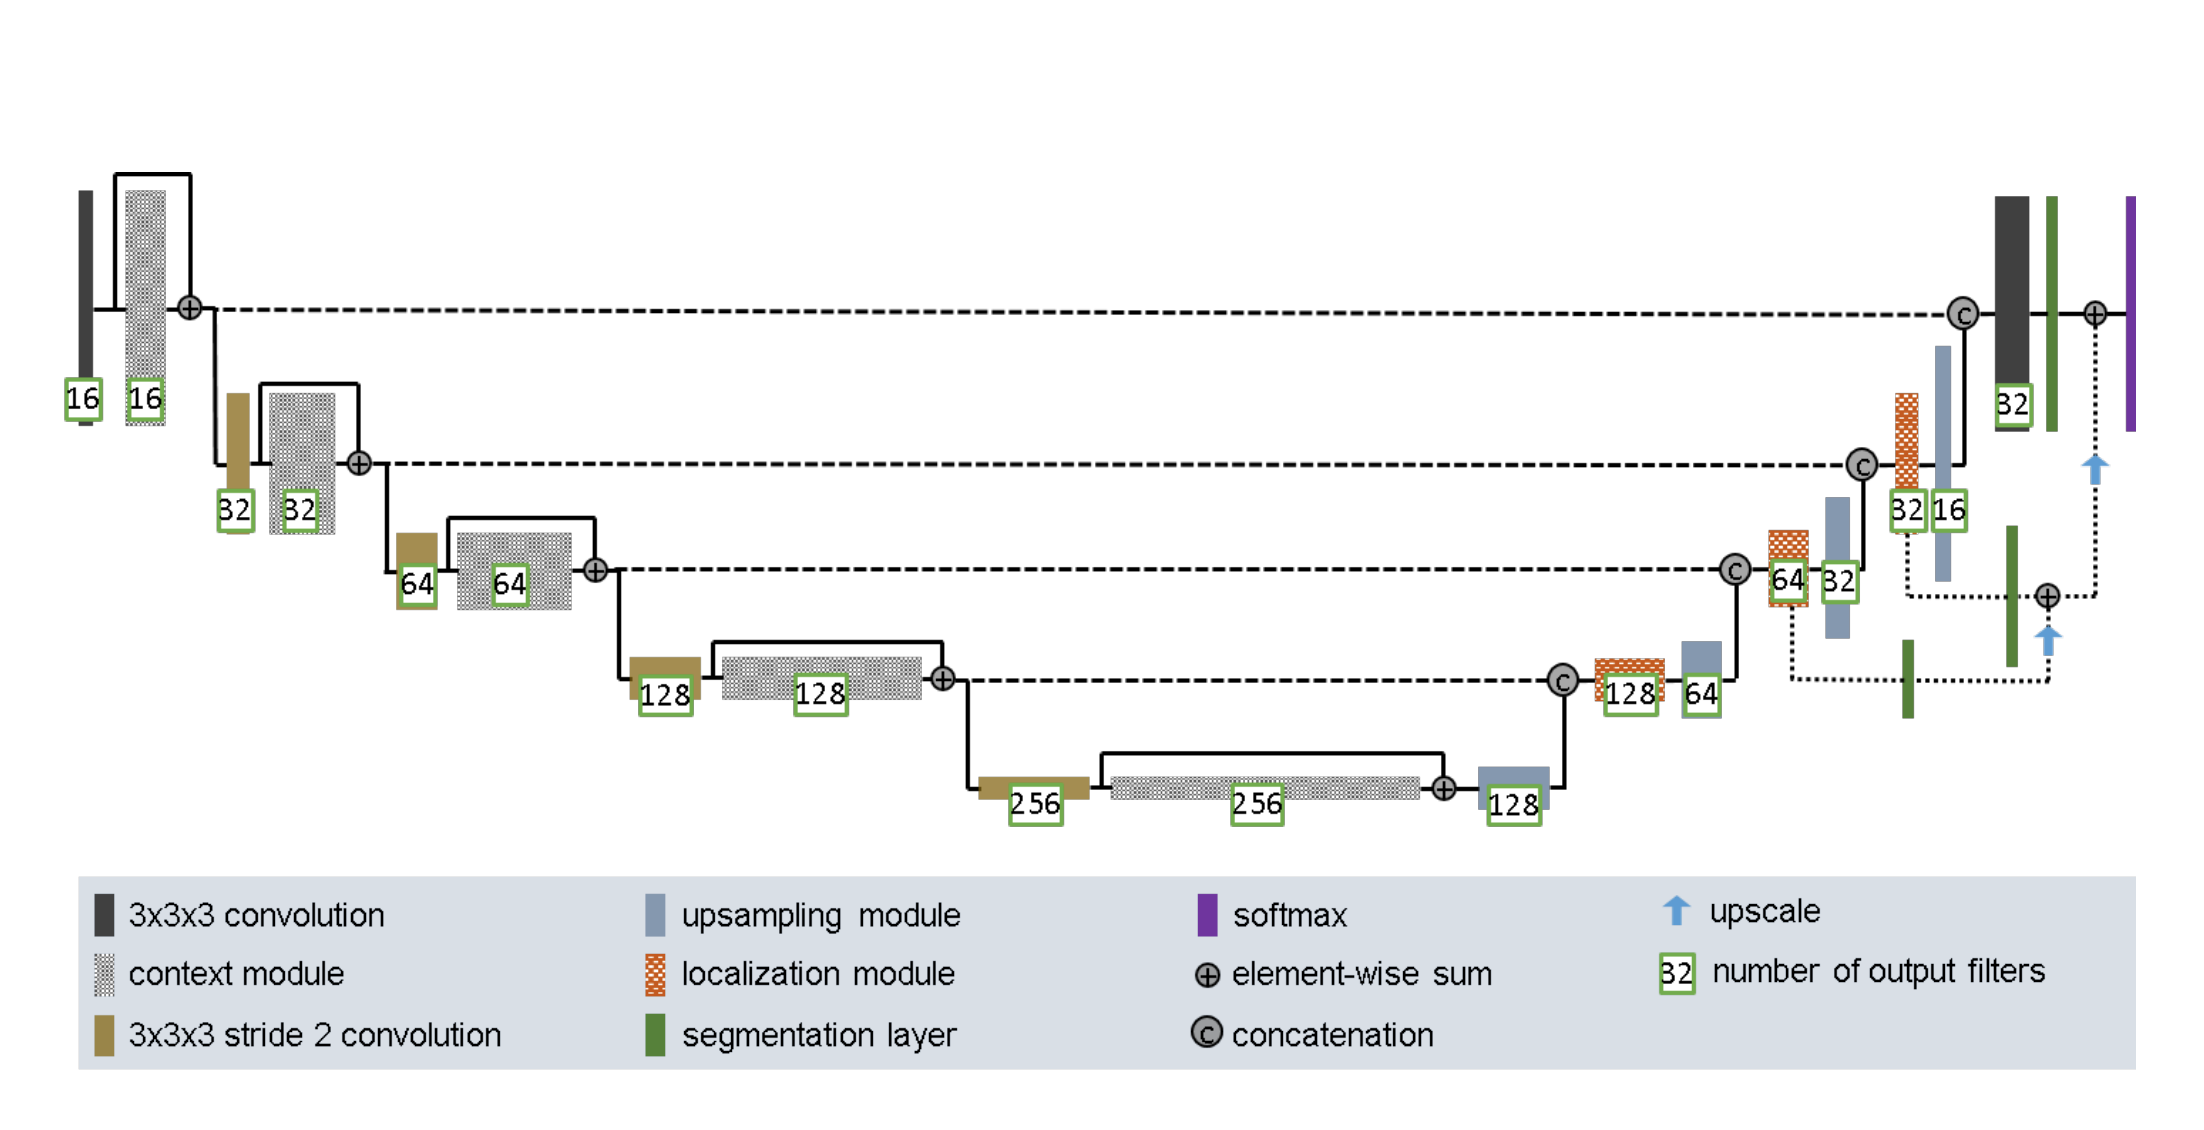 16
16
32
32
32
32
16
64
64
64
32
128
128
128
64
256
256
128
C
C
C
C
3x3x3 convolution
context module
3x3x3 stride 2 convolution
upsampling module
localization module
segmentation layer
softmax
element-wise sum
C concatenation
upscale
32 number of output filters